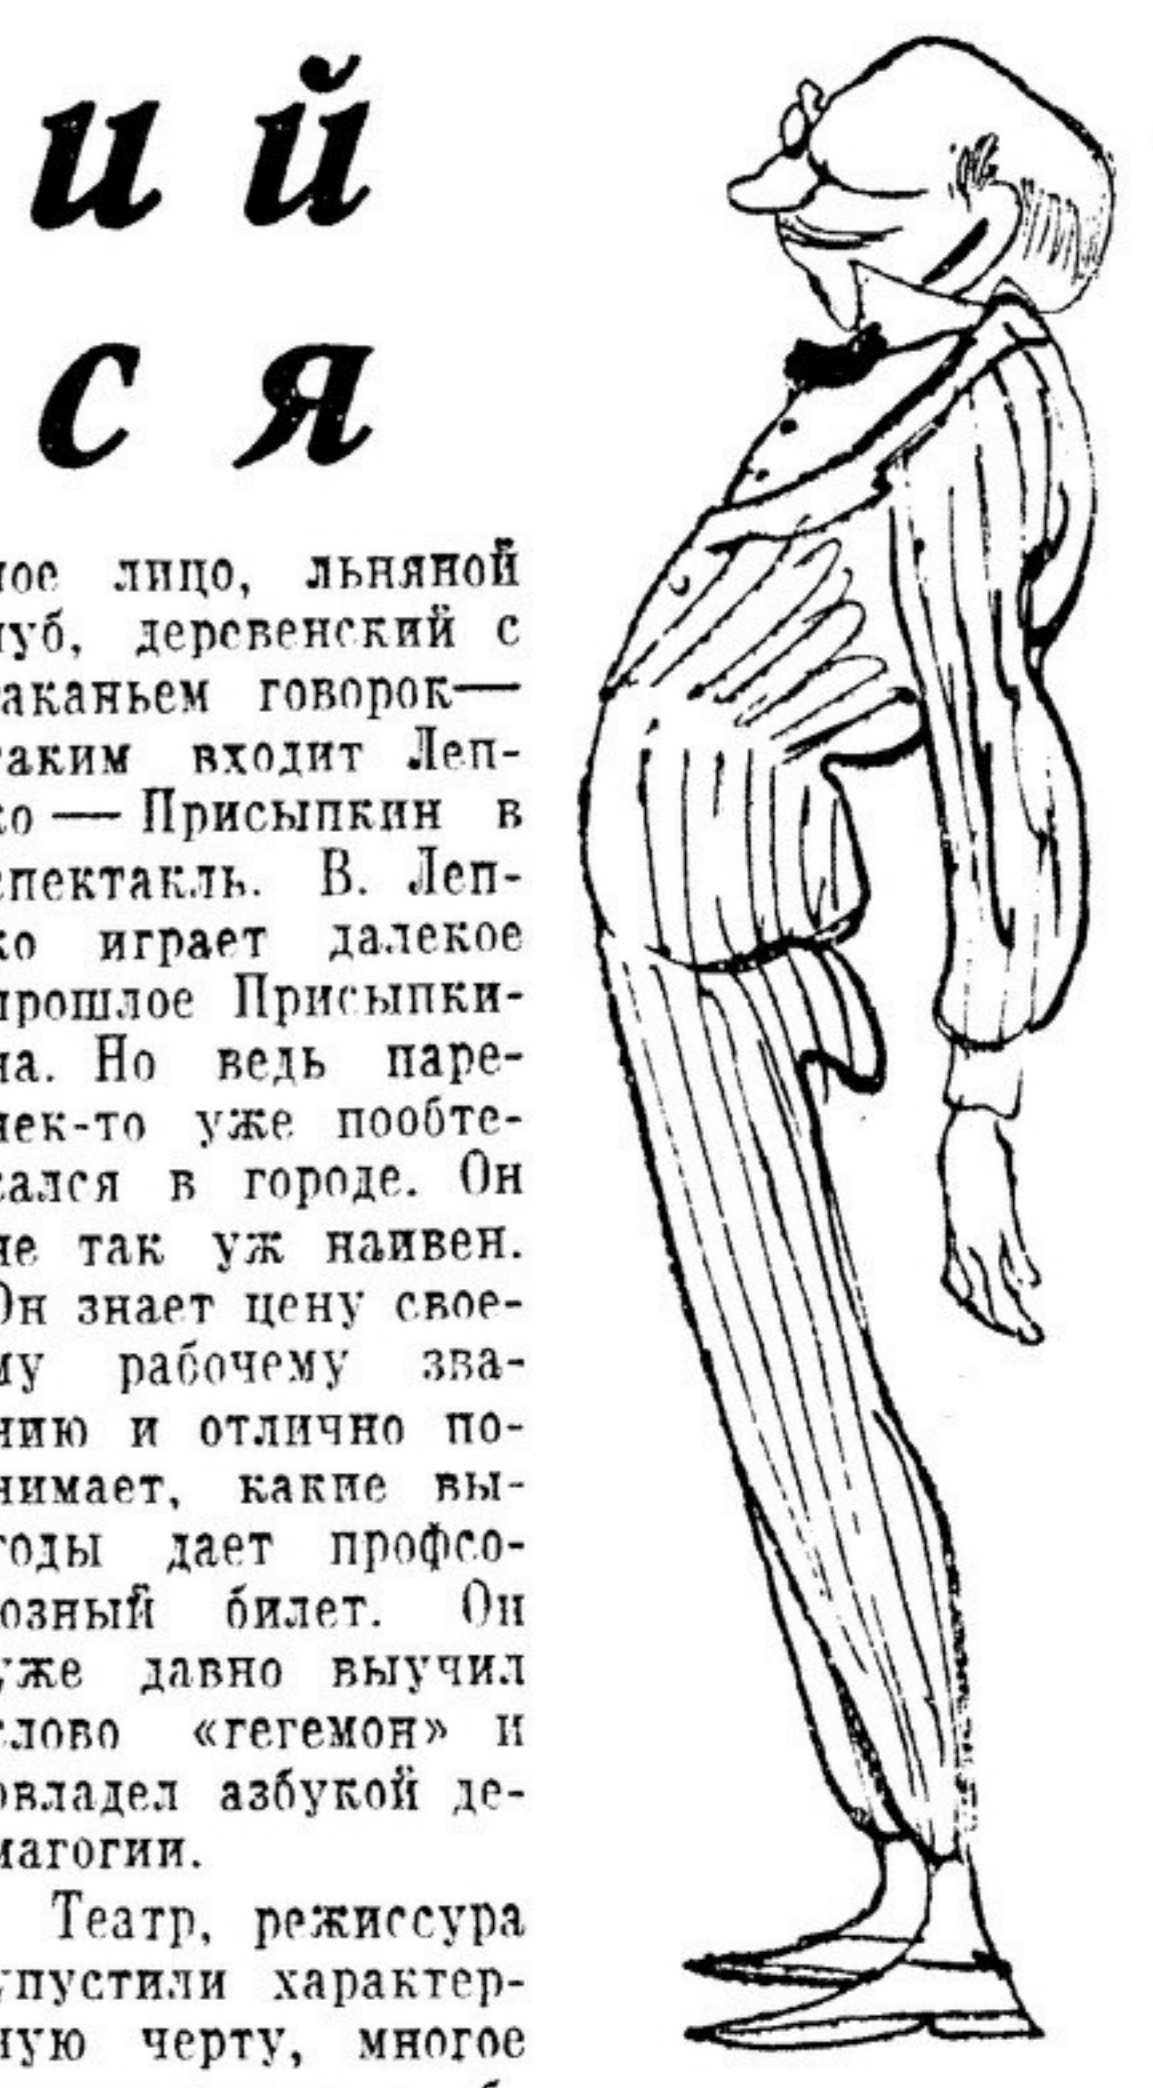 ий
ся
ное лицо, льняной
чуб, деревенский с
аканьем говорок—
таким входит Леп-
ко — Присыпкин в
спектакль. В. Леп-
ко играет далекое
прошлое Присыпки-
на. Но ведь паре-
нек-то уже пообте-
сался в городе. Он
не так уж наивен.
Он знает цену свое-
му рабочему зва-
нию и отлично по-
нимает, какие вы-
годы дает профсо-
юзный билет. Он
уже давно выучил
слово «гегемон» и
овладел азбукой де-
магогии.
Театр, режиссура
упустили характер-
ную черту, многое